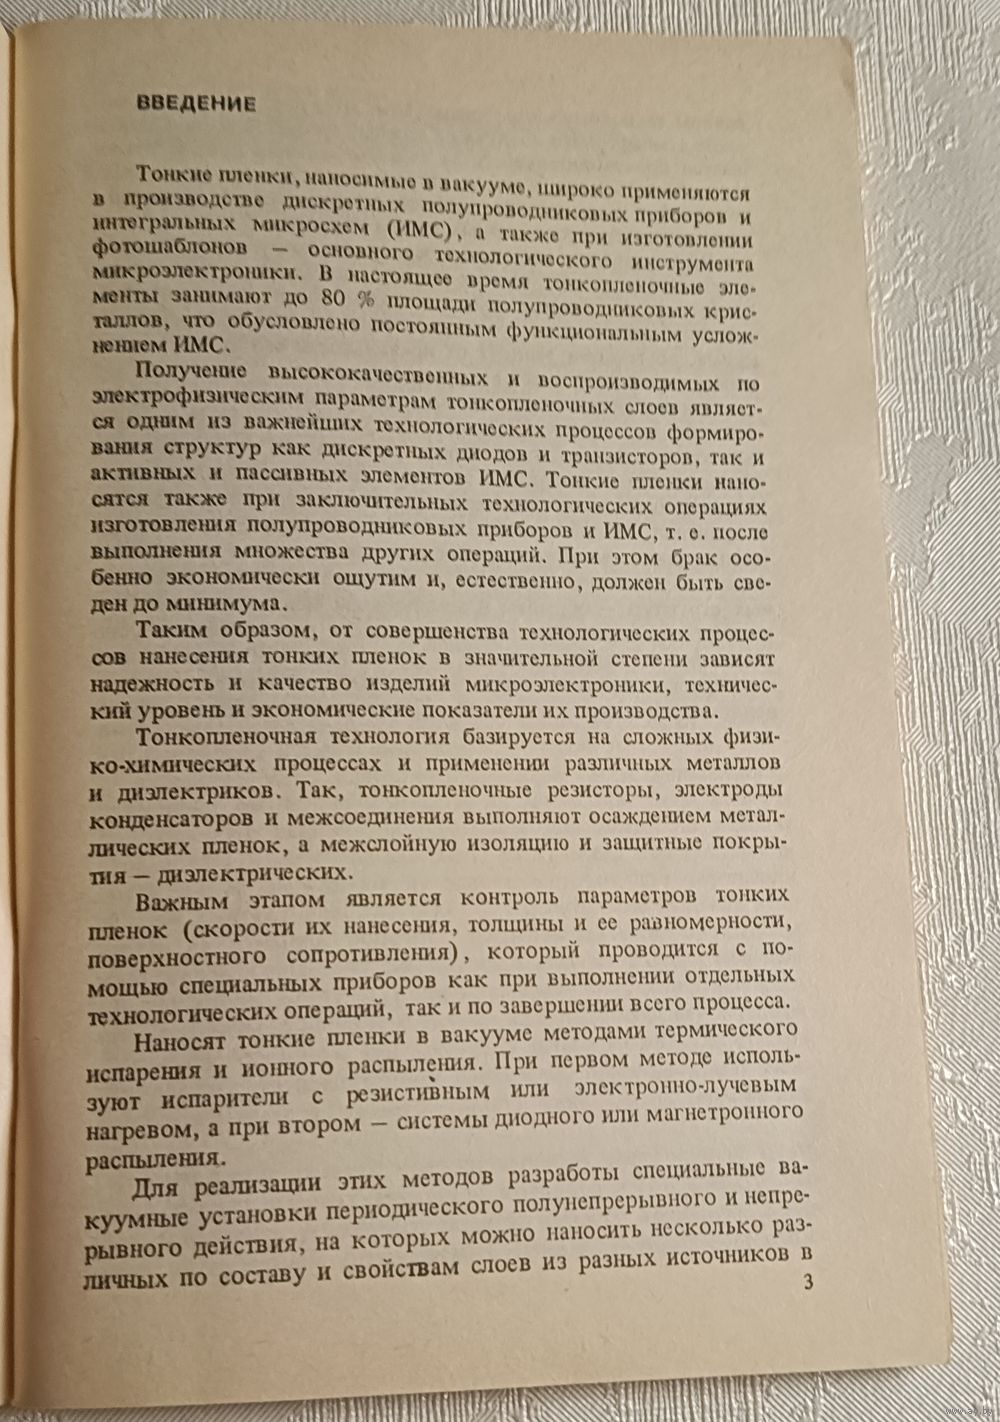 ВВЕДЕНИЕ
Тонкие пленки, наносимые в вакууме, широко применяются
в производстве дискретных полупроводниковых приборов и
интегральных микросхем (ИМС), а также при изготовлении
фотошаблонов — основного технологического инструмента
микроэлектроники. В настоящее время тонкопленочные эле-
менты занимают до 80 % площади полупроводниковых крис-
таллов, что обусловлено постоянным функциональным услож-
нением ИМС.
Получение высококачественных и воспроизводимых по
электрофизическим параметрам тонкопленочных слоев являет-
ся одним из важнейших технологических процессов формиро-
вания структур как дискретных диодов и транзисторов, так и
активных и пассивных элементов ИМС. Тонкие пленки нано-
сятся также при заключительных технологических операциях
изготовления полупроводниковых приборов и ИМС, т. е. после
выполнения множества других операций. При этом брак осо-
бенно экономически ощутим и, естественно, должен быть све-
ден до минимума.
Таким образом, от совершенства технологических процес-
сов нанесения тонких пленок в значительной степени зависят
надежность и качество изделий микроэлектроники, техничес-
кий уровень и экономические показатели их производства.
Тонкопленочная технология базируется на сложных физи-
ко-химических процессах и применении различных металлов
и диэлектриков. Так, тонкопленочные резисторы, электроды
конденсаторов и межсоединения выполняют осаждением метал-
лических пленок, а межслойную изоляцию и защитные покры-
тия — диэлектрических.
Важным этапом является контроль параметров тонких
пленок (скорости их нанесения, толщины и ее равномерности,
поверхностного сопротивления), который проводится с по-
мощью специальных приборов как при выполнении отдельных
технологических операций, так и по завершении всего процесса.
Наносят тонкие пленки в вакууме методами термического
испарения и ионного распыления. При первом методе исполь-
зуют испарители с резистивным или электронно-лучевым
нагревом, а при втором — системы диодного или магнетронного
распыления.
Для реализации этих методов разработы специальные ва-
куумные установки периодического полунепрерывного и непре-
рывного действия, на которых можно наносить несколько раз-
личных по составу и свойствам слоев из разных источников в
3
www.ay.by